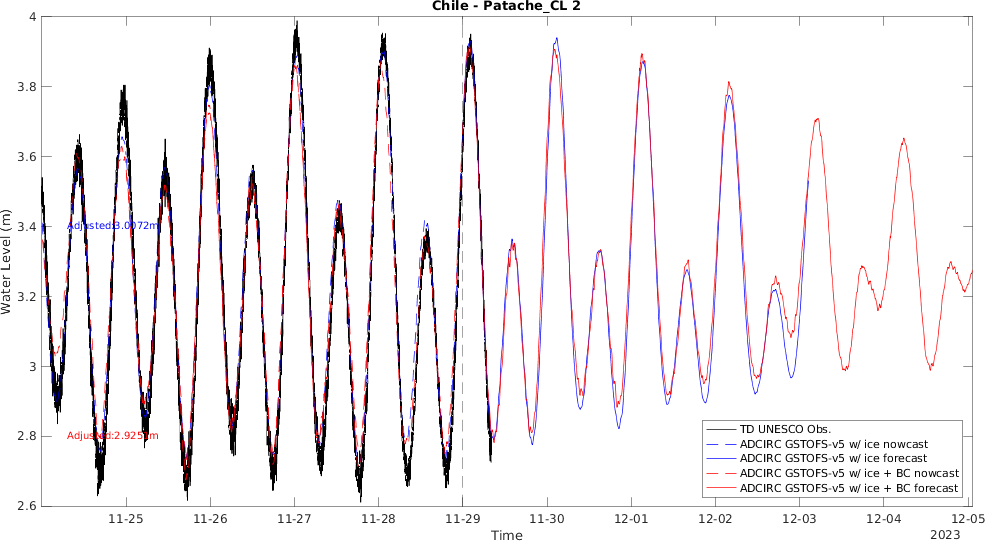 Chile - Patache_CL 2
4
3.8
3.6
3.4
3.2
3
2.8
2.6
Water Level (m)
Adjusted:3.0072m
TD UNESCO Obs.
ADCIRC GSTOFS-v5 w/ ice nowcast
ADCIRC GSTOFS-v5 w/ ice forecast
ADCIRC GSTOFS-v5 w/ ice + BC nowcast
ADCIRC GSTOFS-v5 w/ ice + BC forecast
11-25
11-26
11-27
11-28
11-29
11-30
12-01
12-02
12-03
12-04
12-05
Time
2023